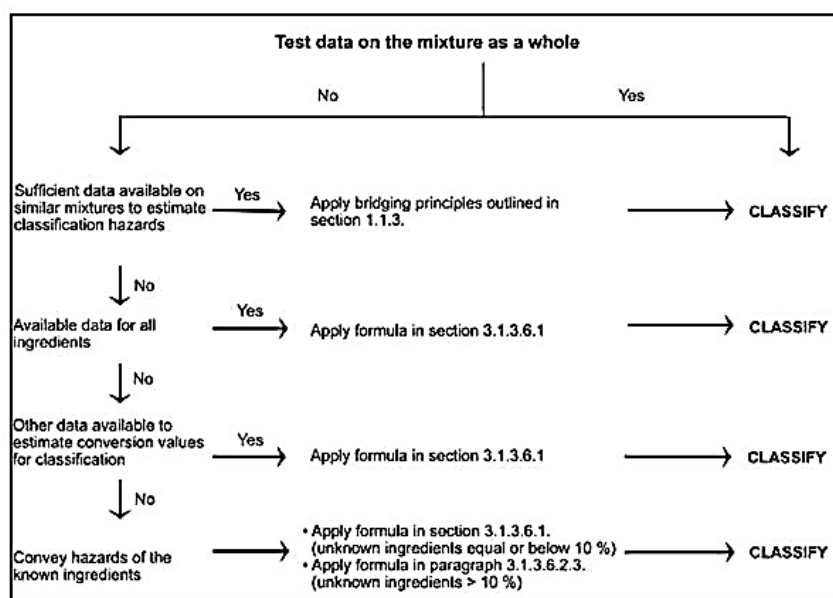 Test data on the mixture as a whole
No
Yes
Sufficient data available on
similar mixtures to estimate
classification hazards
Yes
Apply bridging principles outlined in
section 1.1.3.
CLASSIFY
No
Available data for all
ingredients
Yes
Apply formula in section 3.1.3.6.1
CLASSIFY
No
Other data available to
estimate conversion values
for classification
Yes
Apply formula in section 3.1.3.6.1
CLASSIFY
No
Convey hazards of the
known ingredients
• Apply formula in section 3.1.3.6.1.
(unknown ingredients equal or below 10 %)
• Apply formula in paragraph 3.1.3.6.2.3.
(unknown ingredients > 10 %)
CLASSIFY